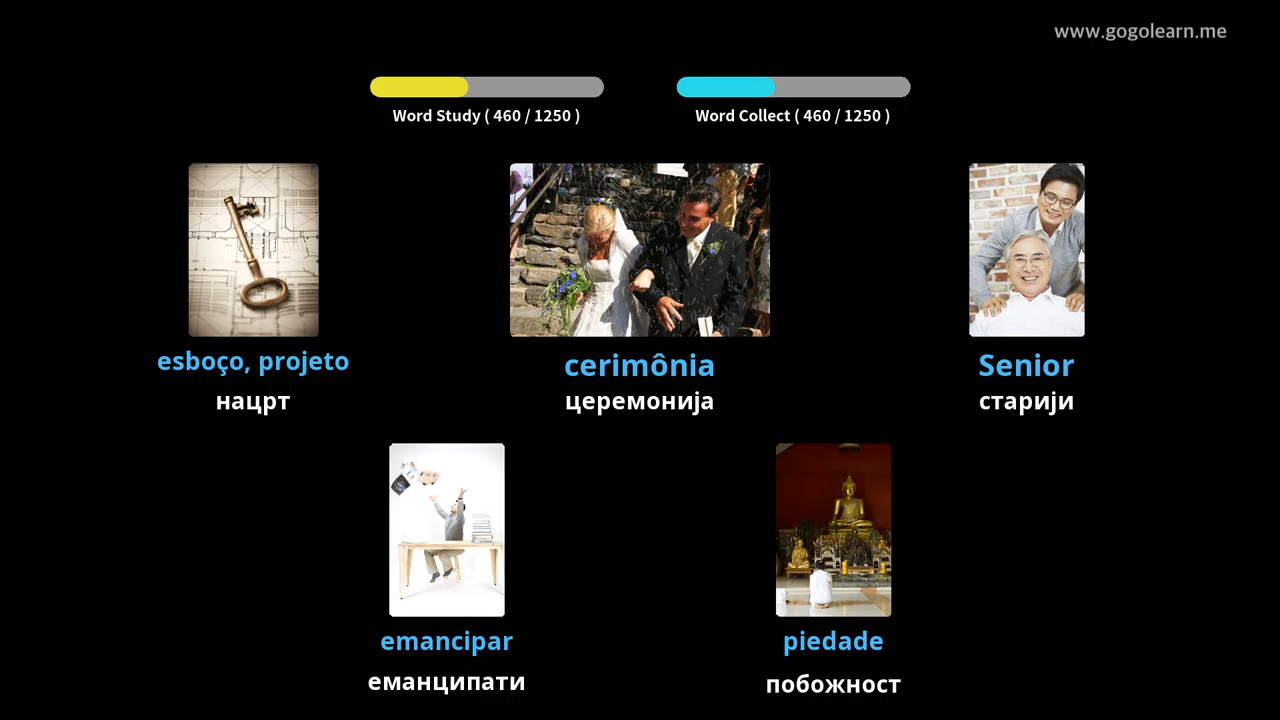 www.gogolearn.me
Word Study ( 460 / 1250 )
Word Collect ( 460 / 1250 )
esboço, projeto
нацрт
cerimônia
церемонија
Senior
старији
emancipar
еманципати
piedade
побожност